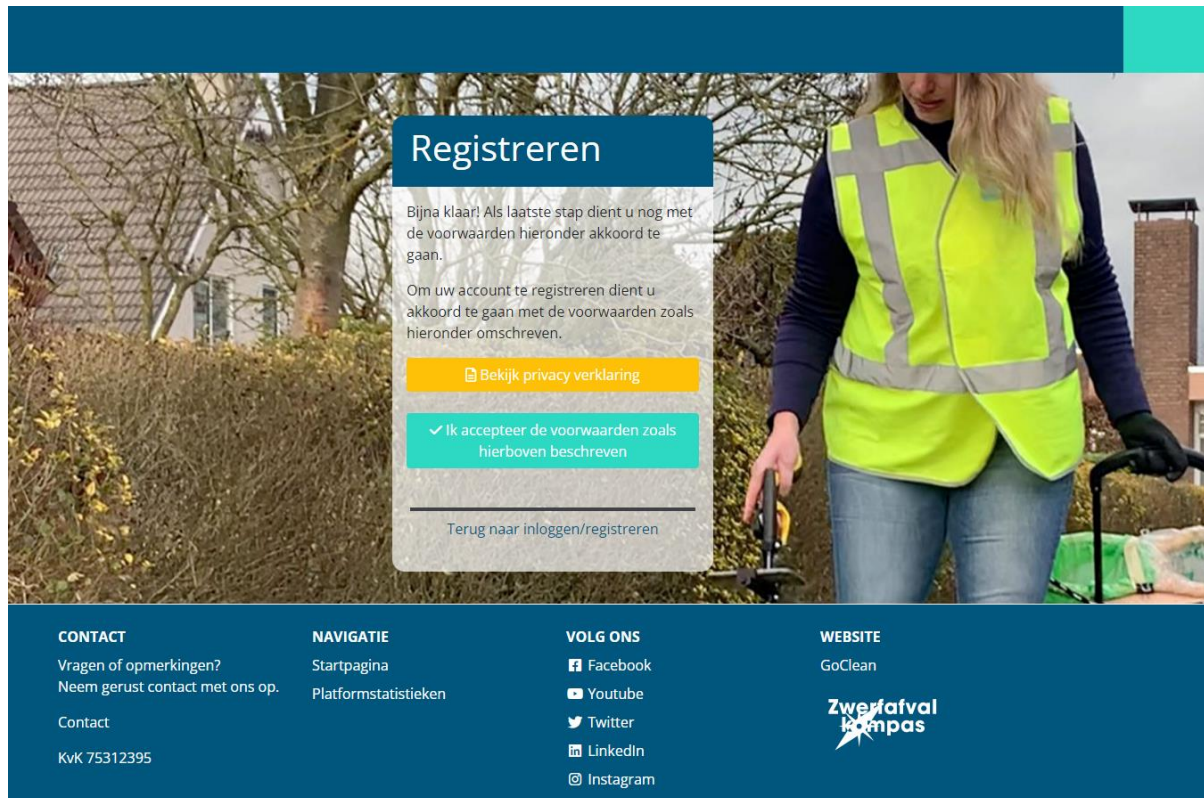 Registreren
Bijna klaar! Als laatste stap dient u nog met
de voorwaarden hieronder akkoord te
gaan.
Om uw account te registreren dient u
akkoord te gaan met de voorwaarden zoals
hieronder omschreven.
Bekijk privacy verklaring
Ik accepteer de voorwaarden zoals
hierboven beschreven
Terug naar inloggen/registreren
CONTACT
Vragen of opmerkingen?
Neem gerust contact met ons op.
Contact
KvK 75312395
NAVIGATIE
Startpagina
Platformstatistieken
VOLG ONS
Facebook
Youtube
Twitter
LinkedIn
Instagram
WEBSITE
GoClean
Zwerfafval
kompas